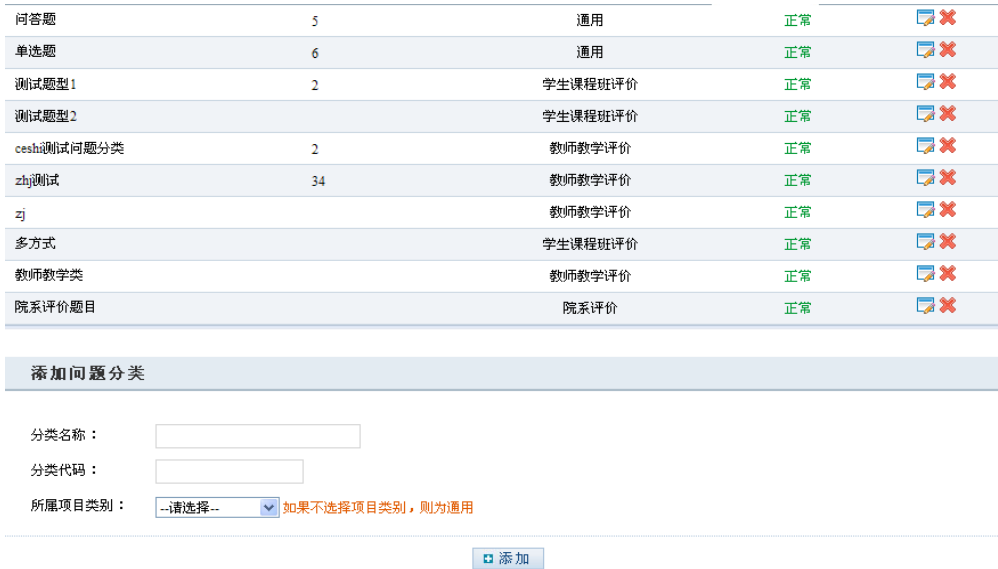 问答题 5 通用 正常
单选题 6 通用 正常
测试题型1 2 学生课程班评价 正常
测试题型2 学生课程班评价 正常
ceshi测试问题分类 2 教师教学评价 正常
zhj测试 34 教师教学评价 正常
zj 教师教学评价 正常
多方式 学生课程班评价 正常
教师教学类 教师教学评价 正常
院系评价题目 院系评价 正常
添加问题分类
分类名称：
分类代码：
所属项目类别： --请选择-- 如果不选择项目类别，则为通用
添加